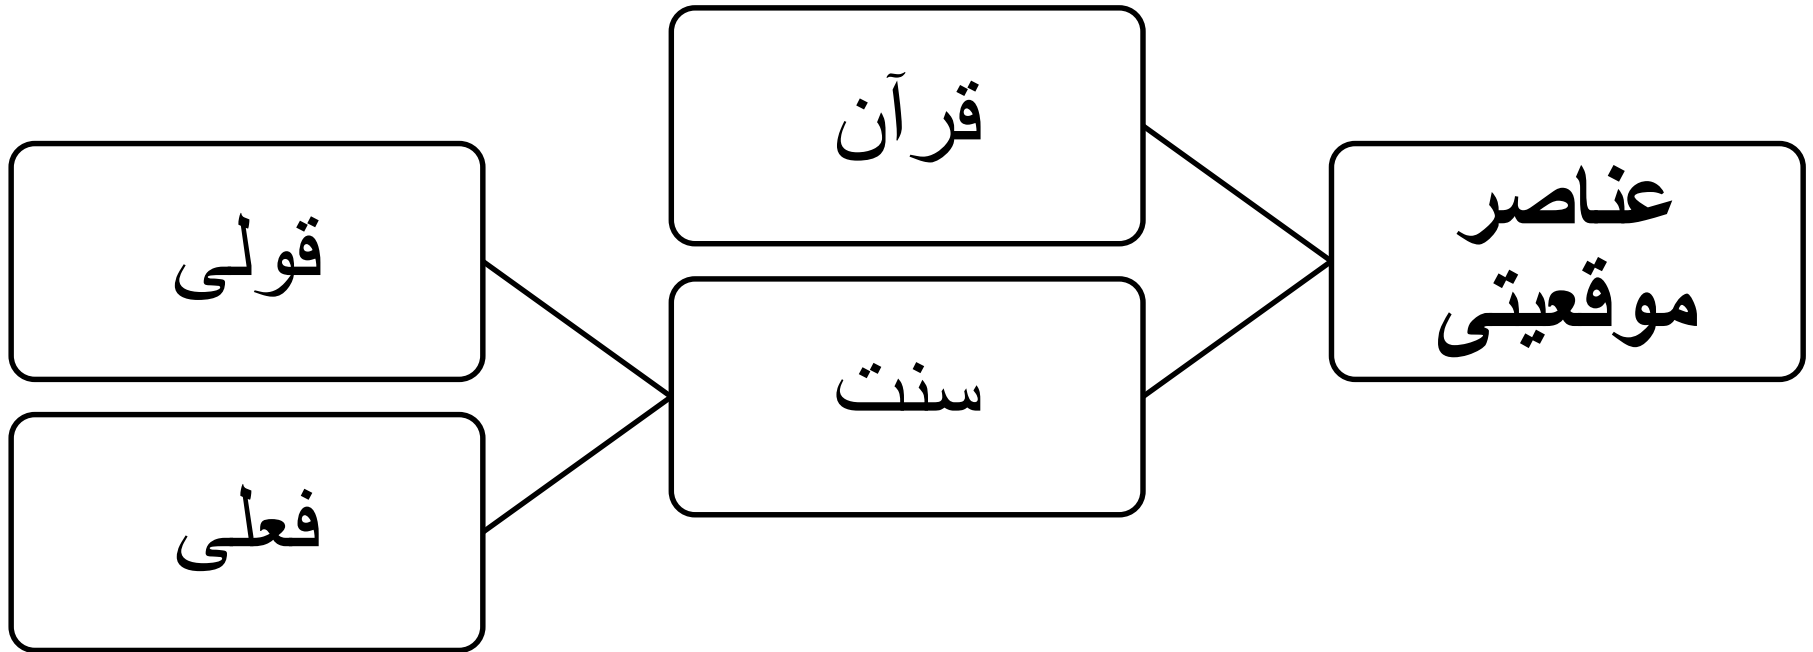 عناصر
موقعیتی
قرآن
سنت
قولی
فعلی